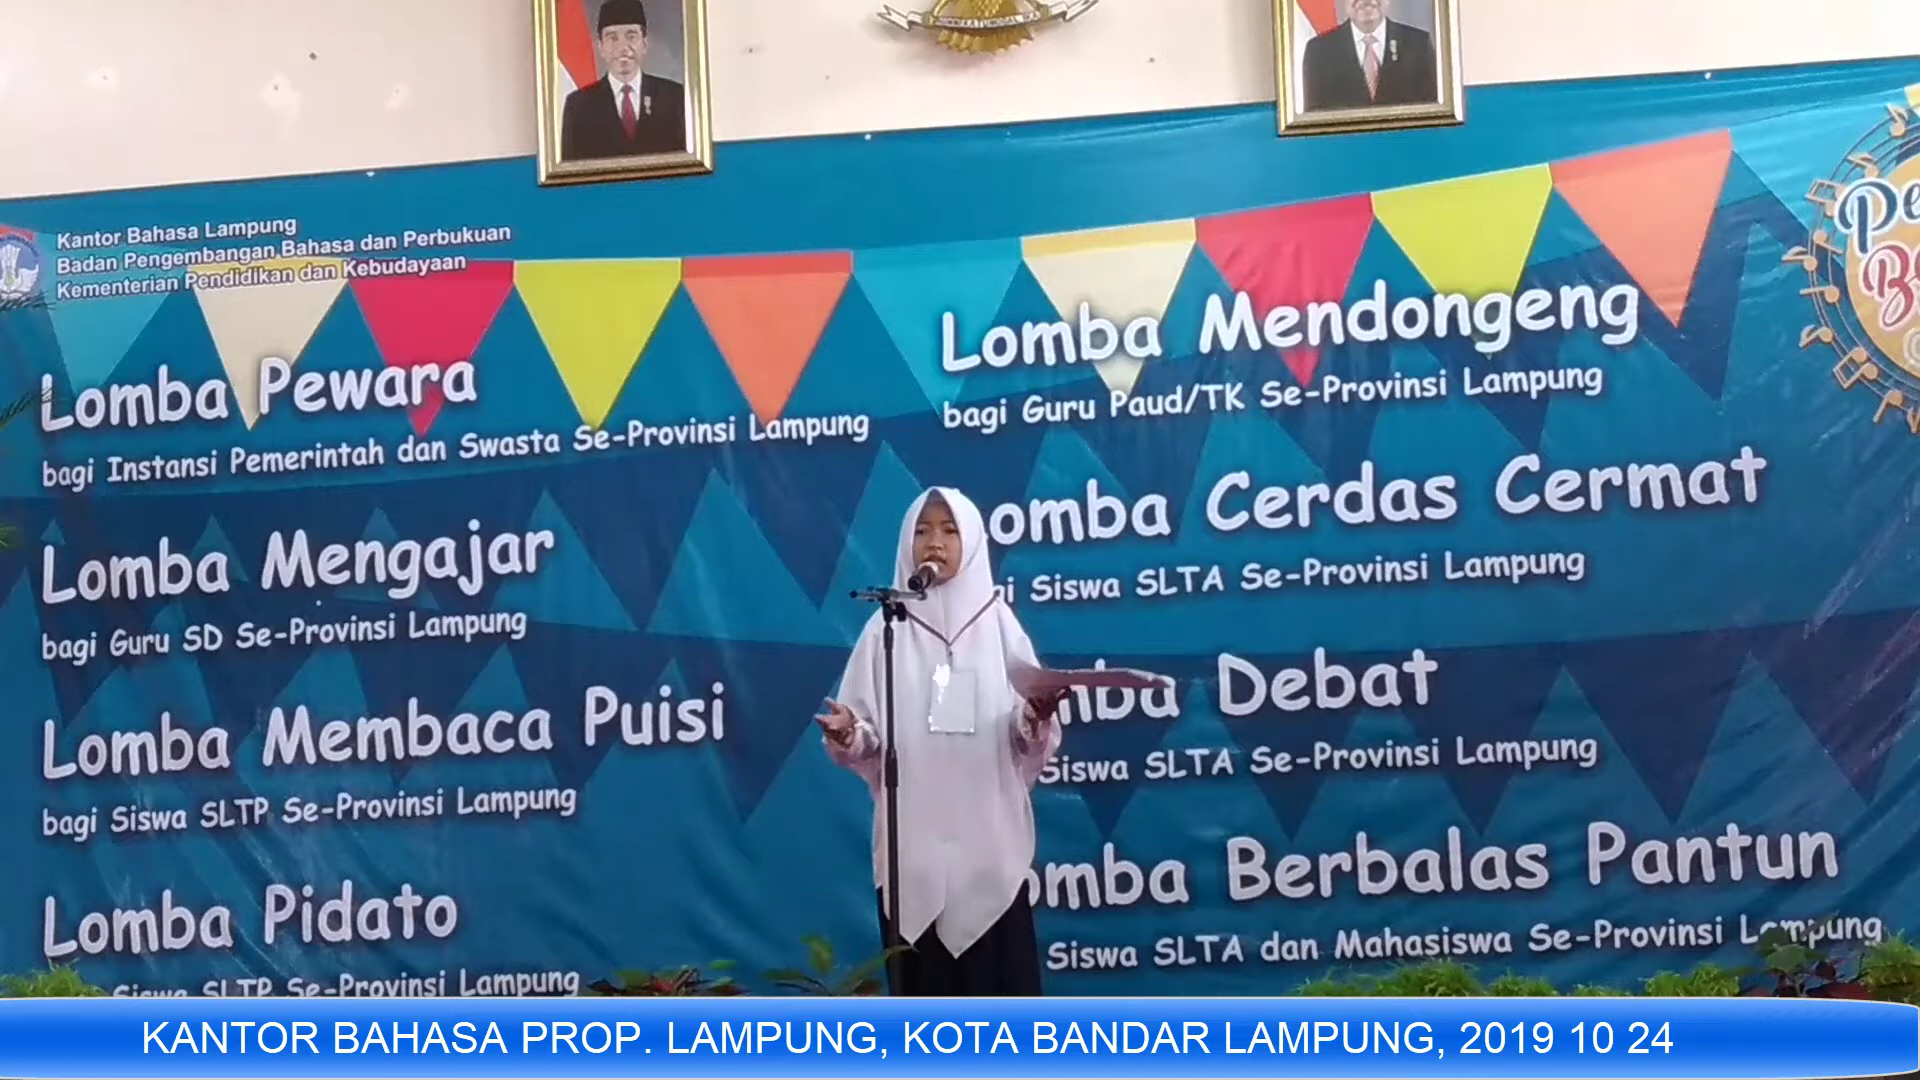 Kantor Bahasa Lampung
Badan Pengembangan Bahasa dan Perbukuan
Kementerian Pendidikan dan Kebudayaan
Lomba Pewara
bagi Instansi Pemerintah dan Swasta Se-Provinsi Lampung
Lomba Mengajar
bagi Guru SD Se-Provinsi Lampung
Lomba Membaca Puisi
bagi Siswa SLTP Se-Provinsi Lampung
Lomba Pidato
Siswa SLTP Se-Provinsi Lampung
Lomba Mendongeng
bagi Guru Paud/TK Se-Provinsi Lampung
omba Cerdas Cermat
gi Siswa SLTA Se-Provinsi Lampung
mba Debat
Siswa SLTA Se-Provinsi Lampung
omba Berbalas Pantun
Siswa SLTA dan Mahasiswa Se-Provinsi Lampung
KANTOR BAHASA PROP. LAMPUNG, KOTA BANDAR LAMPUNG, 2019 10 24